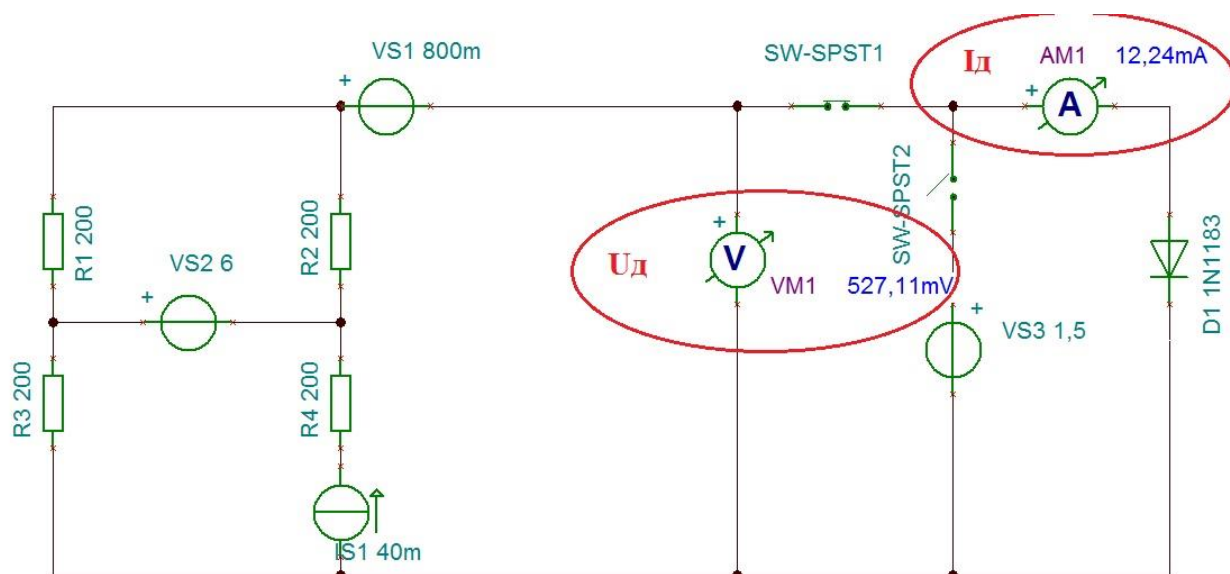 VS1 800m
SW-SPST1
Iд
AM1
12,24mA
+
+
A
SW-SPST2
R1 200
VS2 6
R2 200
+
Uд
+
V
VM1
527,11mV
+
VS3 1,5
D1 1N1183
R3 200
R4 200
IS1 40m